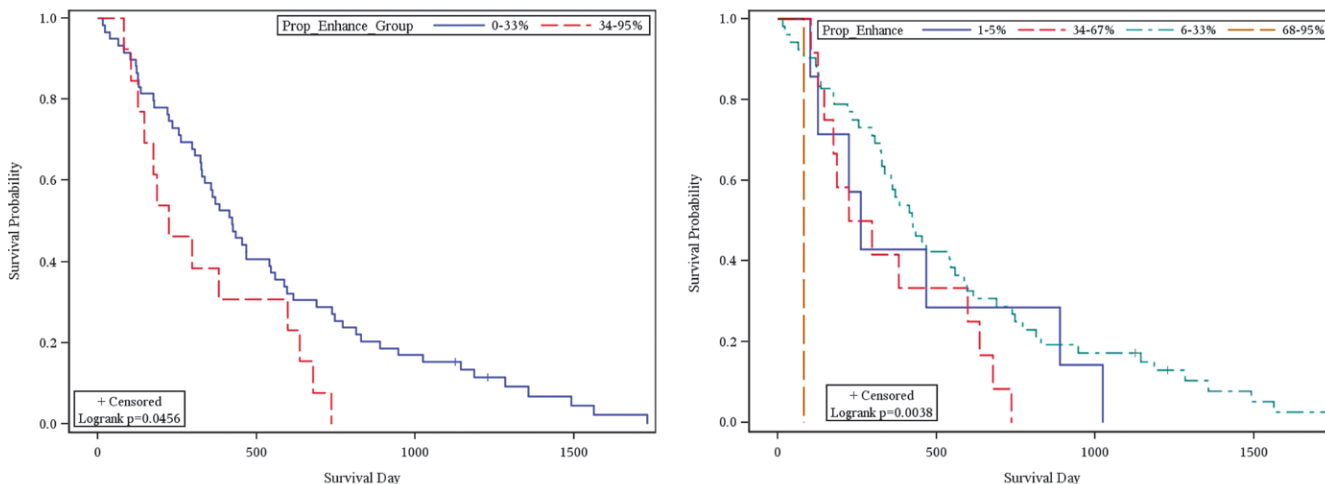 Prop_Enhance_Group 0-33% 34-95%
1.0
0.8
0.6
0.4
0.2
0.0
Survival Probability
+ Censored
Logrank p=0.0456
0 500 1000 1500
Survival Day
Prop_Enhance 1-5% 34-67% 6-33% 68-95%
1.0
0.8
0.6
0.4
0.2
0.0
Survival Probability
+ Censored
Logrank p=0.0038
0 500 1000 1500
Survival Day